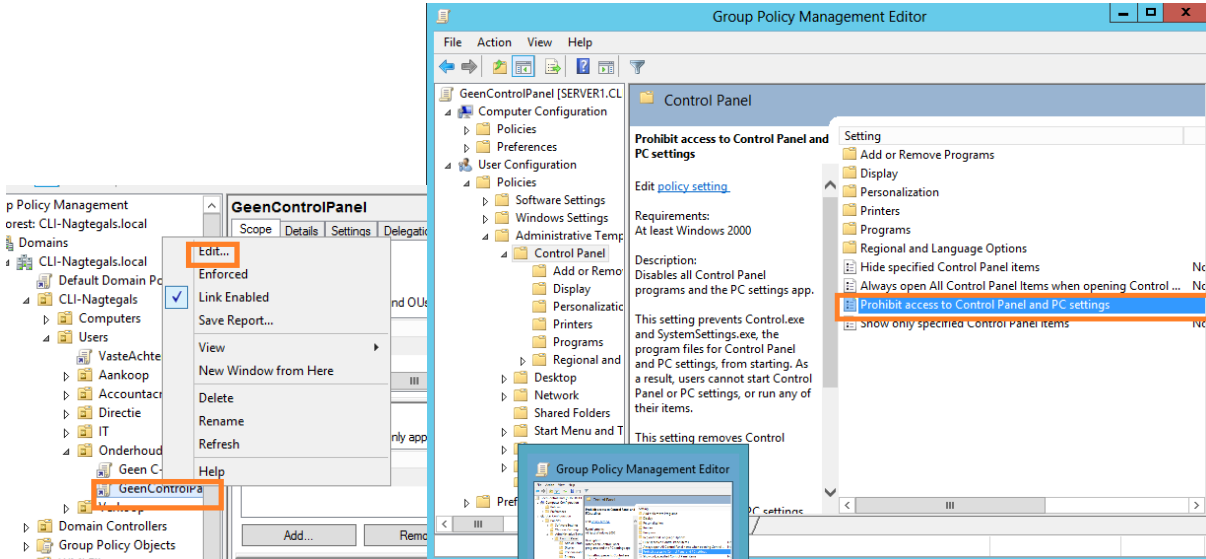 Group Policy Management Editor
File Action View Help
GeenControlPanel [SERVER1.CL
Computer Configuration
Policies
Preferences
User Configuration
Policies
Software Settings
Windows Settings
Administrative Temp
Control Panel
Add or Remo
Display
Personalizatic
Printers
Programs
Regional and
Desktop
Network
Shared Folders
Start Menu and T
Pref
Control Panel
Prohibit access to Control Panel and
PC settings
Edit policy setting
Requirements:
At least Windows 2000
Description:
Disables all Control Panel
programs and the PC settings app.
This setting prevents Control.exe
and SystemSettings.exe, the
program files for Control Panel
and PC settings, from starting. As
a result, users cannot start Control
Panel or PC settings, or run any of
their items.
This setting removes Control
PC settings
Setting
Add or Remove Programs
Display
Personalization
Printers
Programs
Regional and Language Options
Hide specified Control Panel items
Always open All Control Panel Items when opening Control ...
Prohibit access to Control Panel and PC settings
Show only specified Control Panel items
Group Policy Management Editor
p Policy Management
orest: CLI-Nagtegals.local
Domains
CLI-Nagtegals.local
Default Domain Po
CLI-Nagtegals
Computers
Users
VasteAchte
Aankoop
Accountacr
Directie
IT
Onderhoud
Geen C-
GeenControlPa
Verkoop
Domain Controllers
Group Policy Objects
Edit...
Enforced
Link Enabled
Save Report...
View
New Window from Here
Delete
Rename
Refresh
Help
GeenControlPanel
Scope Details Settings Delegatic
nd OUs
nly app
Add... Remo